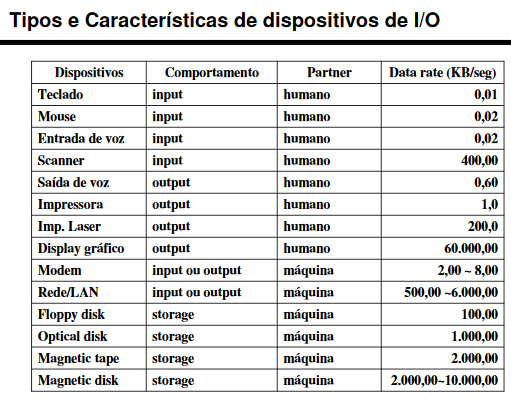 Tipos e Características de dispositivos de I/O
Dispositivos Comportamento Partner Data rate (KB/seg)
Teclado input humano 0,01
Mouse input humano 0,02
Entrada de voz input humano 0,02
Scanner input humano 400,00
Saída de voz output humano 0,60
Impressora output humano 1,0
Imp. Laser output humano 200,0
Display gráfico output humano 60.000,00
Modem input ou output máquina 2,00 ~ 8,00
Rede/LAN input ou output máquina 500,00 ~6.000,00
Floppy disk storage máquina 100,00
Optical disk storage máquina 1.000,00
Magnetic tape storage máquina 2.000,00
Magnetic disk storage máquina 2.000,00~10.000,00